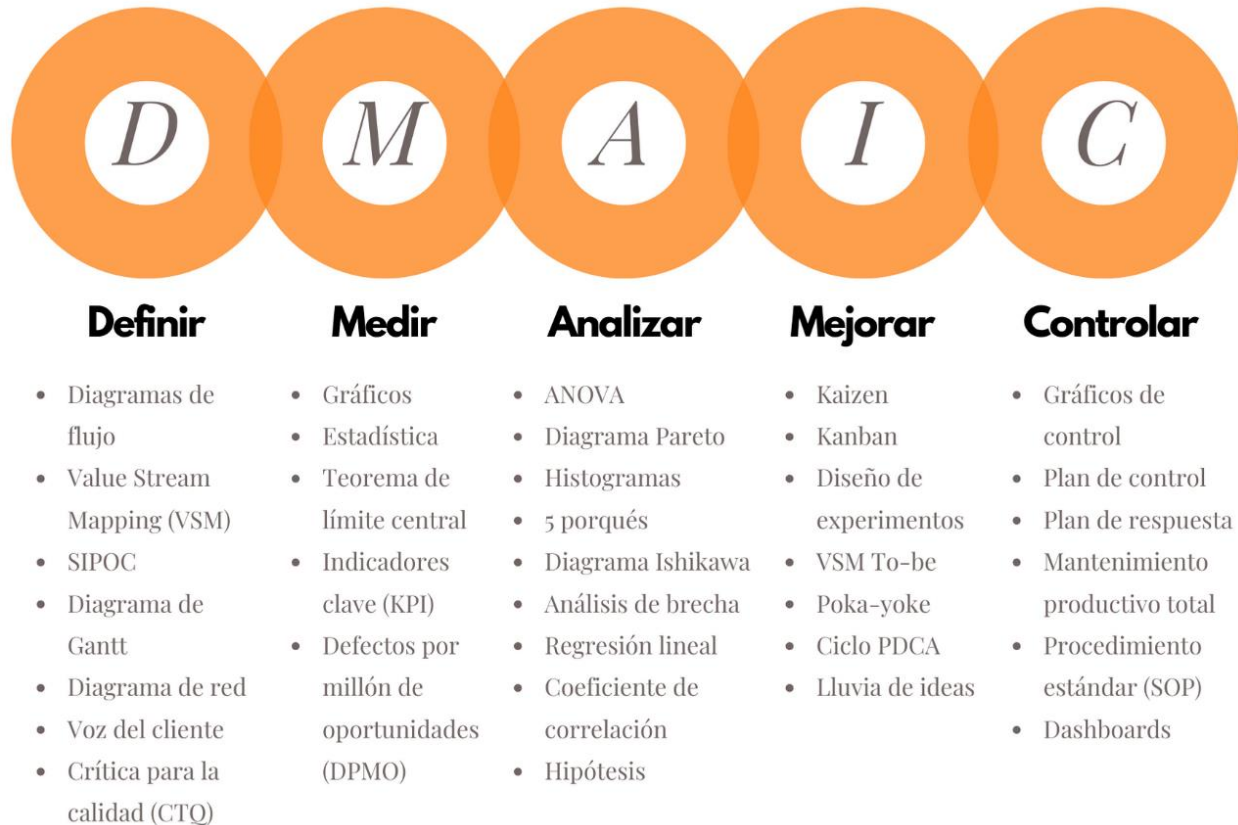 D
M
A
I
C
Definir
Diagramas de
flujo
Value Stream
Mapping (VSM)
SIPOC
Diagrama de
Gantt
Diagrama de red
Voz del cliente
Crítica para la
calidad (CTQ)
Medir
Gráficos
Estadística
Teorema de
límite central
Indicadores
clave (KPI)
Defectos por
millón de
oportunidades
(DPMO)
Analizar
ANOVA
Diagrama Pareto
Histogramas
5 porqués
Diagrama Ishikawa
Análisis de brecha
Regresión lineal
Coeficiente de
correlación
Hipótesis
Mejorar
Kaizen
Kanban
Diseño de
experimentos
VSM To-be
Poka-yoke
Ciclo PDCA
Lluvia de ideas
Controlar
Gráficos de
control
Plan de control
Plan de respuesta
Mantenimiento
productivo total
Procedimiento
estándar (SOP)
Dashboards